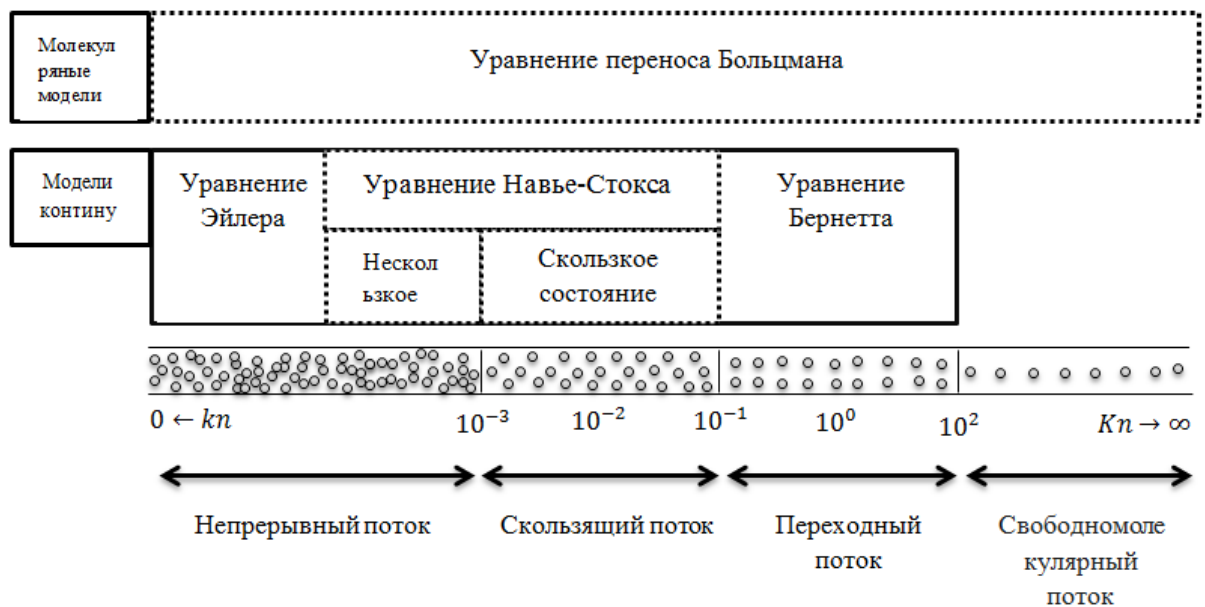 Молекул
ряные
модели
Уравнение переноса Больцмана
Модели
континy
Уравнение
Эйлера
Уравнение Навье-Стокса
Нескол
ьзкое
Скользкое
состояние
Уравнение
Бернетта
0 ← kn
10⁻³
10⁻²
10⁻¹
10⁰
10²
Kn → ∞
Непрерывный поток
Скользящий поток
Переходный
поток
Свободномоле
кулярный
поток